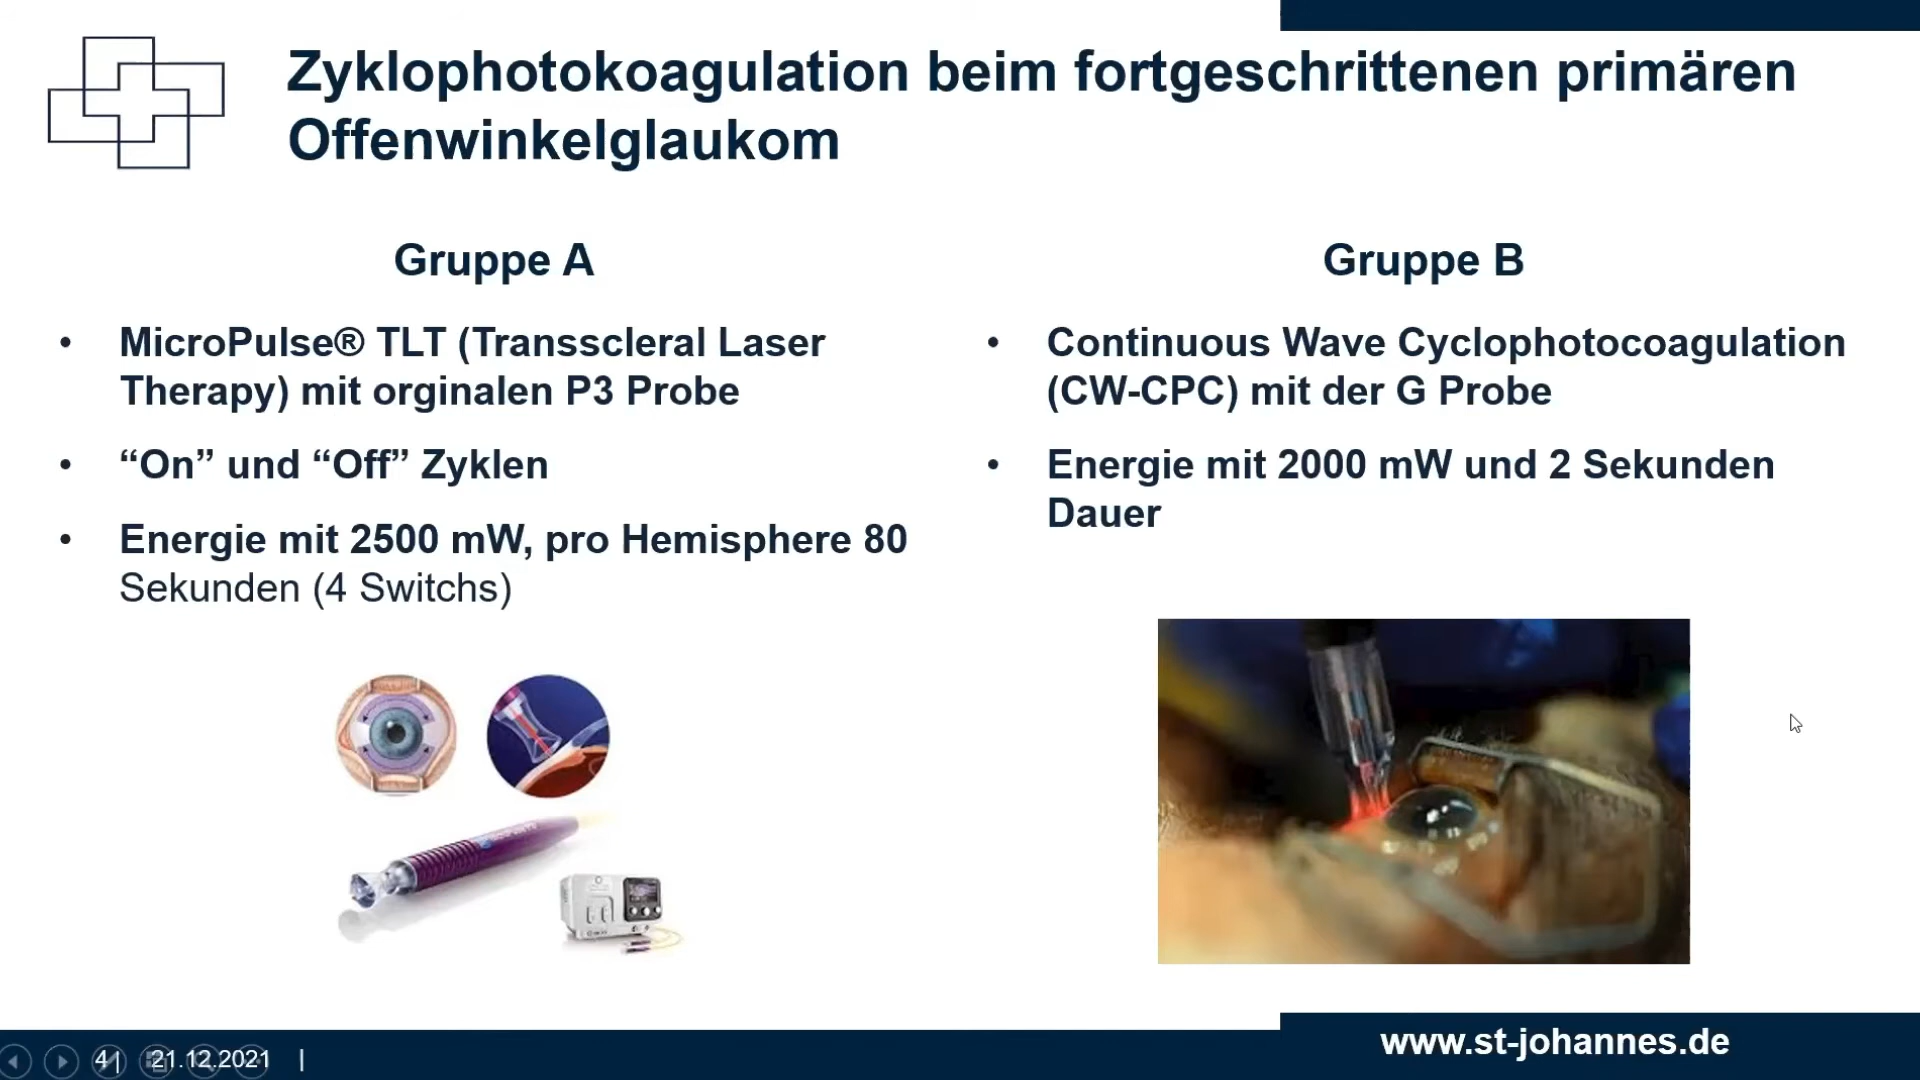 Zyklophotokoagulation beim fortgeschrittenen primären
Offenwinkelglaukom
Gruppe A
• MicroPulse® TLT (Transscleral Laser
Therapy) mit orginalen P3 Probe
• “On” und “Off” Zyklen
• Energie mit 2500 mW, pro Hemisphere 80
Sekunden (4 Switchs)
Gruppe B
• Continuous Wave Cyclophotocoagulation
(CW-CPC) mit der G Probe
• Energie mit 2000 mW und 2 Sekunden
Dauer
4 | 21.12.2021 |
www.st-johannes.de